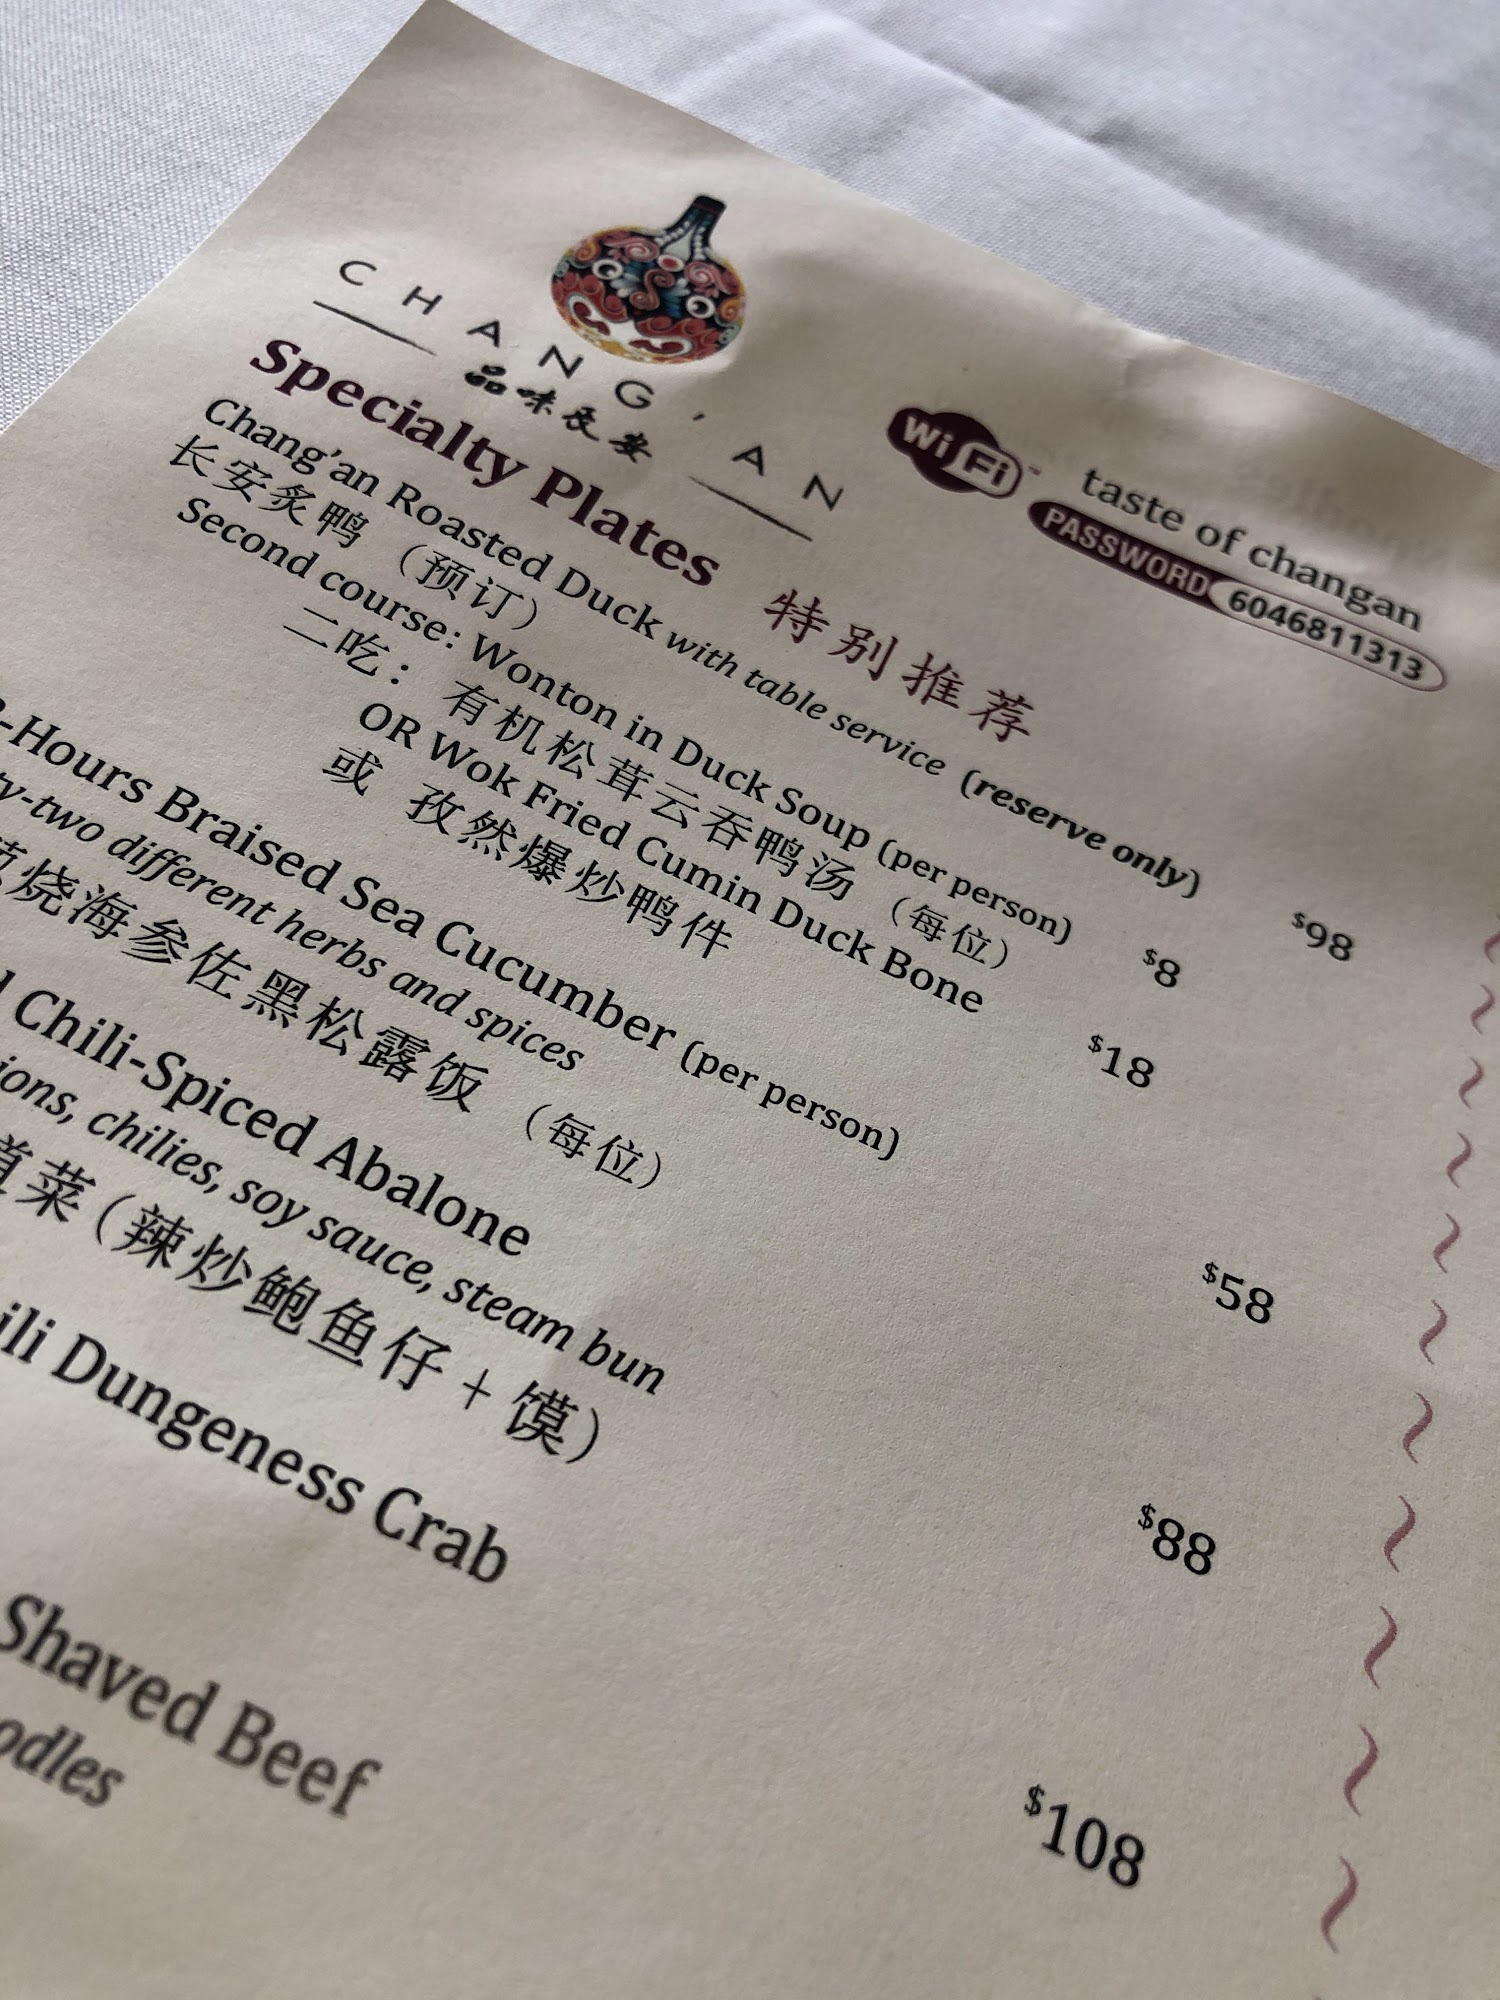 CHANG'AN
品味长安
WiFi
taste of changan
PASSWORD 6046811313
Specialty Plates 特别推荐
Chang'an Roasted Duck with table service (reserve only) $98
长安炙鸭 (预订)
Second course: Wonton in Duck Soup (per person) $8
二吃: 有机松茸云吞鸭汤 (每位)
OR Wok Fried Cumin Duck Bone $18
或 孜然爆炒鸭件
-Hours Braised Sea Cucumber (per person) $58
ty-two different herbs and spices
烧海参佐黑松露饭 (每位)
Chili-Spiced Abalone $88
ions, chilies, soy sauce, steam bun
道菜 (辣炒鲍鱼仔 + 馍)
ili Dungeness Crab $108
Shaved Beef
oodles